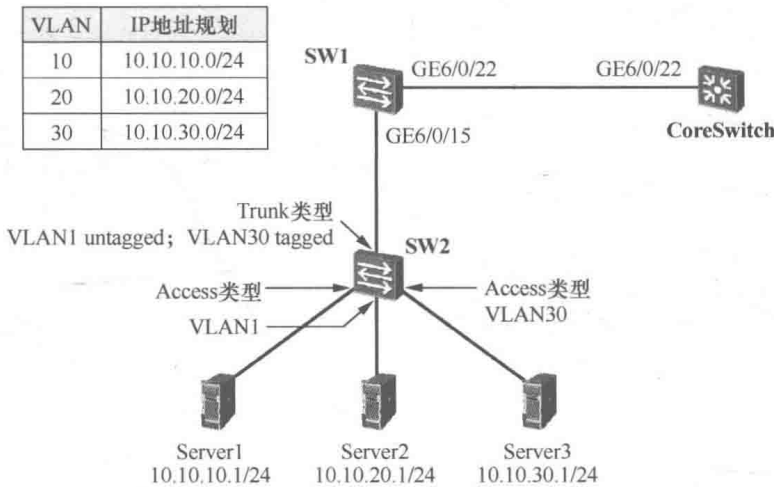 VLAN IP地址规划
10 10.10.10.0/24
20 10.10.20.0/24
30 10.10.30.0/24
SW1
GE6/0/22 GE6/0/22
CoreSwitch
GE6/0/15
Trunk类型
VLAN1 untagged；VLAN30 tagged
SW2
Access类型
VLAN1
Access类型
VLAN30
Server1 Server2 Server3
10.10.10.1/24 10.10.20.1/24 10.10.30.1/24